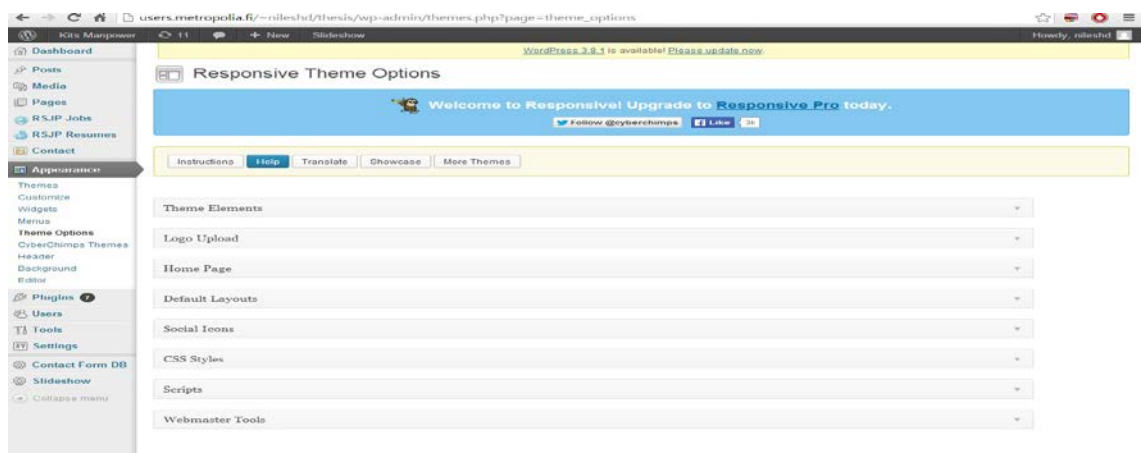 users.metropolia.fi/~nileshd/thesis/wp-admin/themes.php?page=theme_options
Kits Manpower 11 + New Slideshow Howdy, nileshd
WordPress 3.8.1 is available! Please update now.
Dashboard
Posts
Media
Pages
RSJP Jobs
RSJP Resumes
Contact
Appearance
Themes
Customize
Widgets
Menus
Theme Options
CyberChimps Themes
Header
Background
Editor
Plugins
Users
Tools
Settings
Contact Form DB
Slideshow
Collapse menu
Responsive Theme Options
Welcome to Responsive! Upgrade to Responsive Pro today.
Follow @cyberchimps Like 3k
Instructions Help Translate Showcase More Themes
Theme Elements
Logo Upload
Home Page
Default Layouts
Social Icons
CSS Styles
Scripts
Webmaster Tools